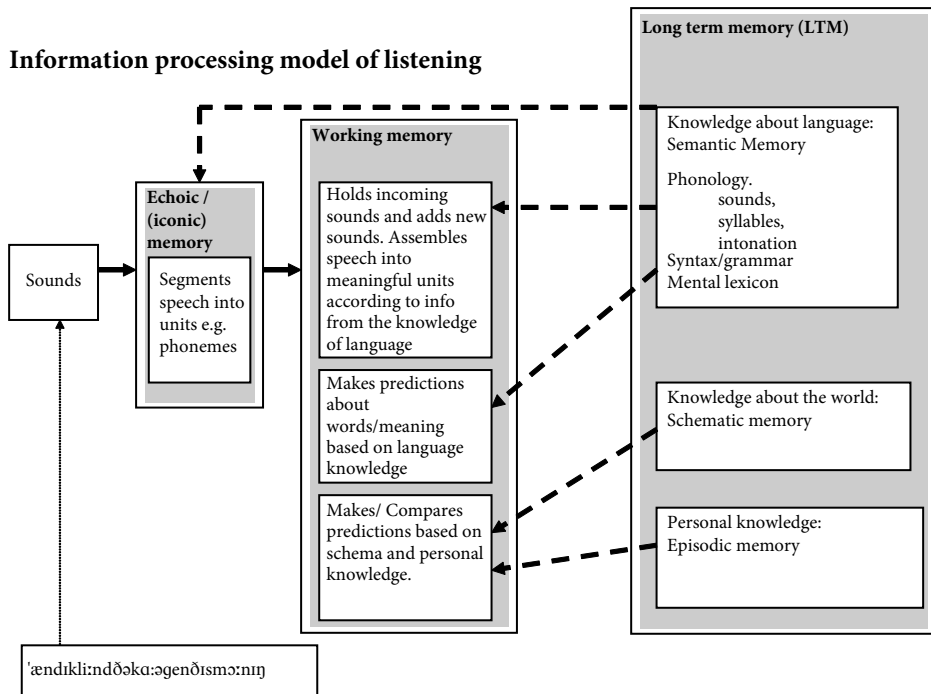 Information processing model of listening
Sounds
Echoic /
(iconic)
memory
Segments
speech into
units e.g.
phonemes
Working memory
Holds incoming
sounds and adds new
sounds. Assembles
speech into
meaningful units
according to info
from the knowledge
of language
Makes predictions
about
words/meaning
based on language
knowledge
Makes/ Compares
predictions based on
schema and personal
knowledge.
Long term memory (LTM)
Knowledge about language:
Semantic Memory
Phonology.
sounds,
syllables,
intonation
Syntax/grammar
Mental lexicon
Knowledge about the world:
Schematic memory
Personal knowledge:
Episodic memory
ˈændɪkliːndðəkɑːəgenðɪsmɔːnɪŋ